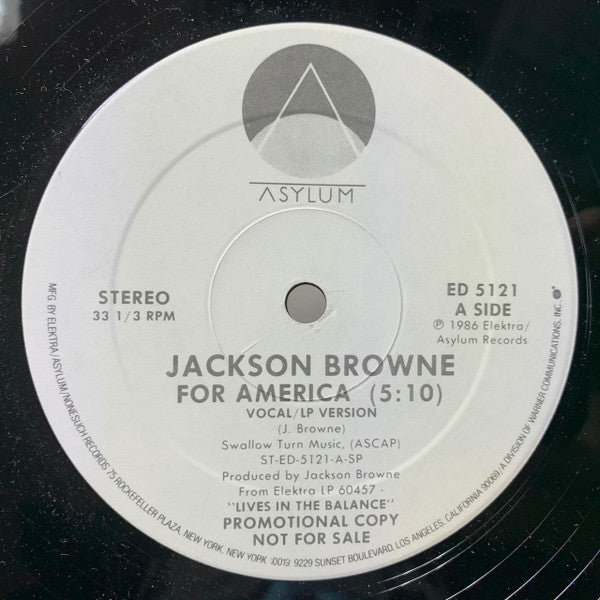 ASYLUM
STEREO
33 1/3 RPM
ED 5121
A SIDE
℗ 1986 Elektra/
Asylum Records
JACKSON BROWNE
FOR AMERICA (5:10)
VOCAL/LP VERSION
(J. Browne)
Swallow Turn Music, (ASCAP)
ST-ED-5121-A-SP
Produced by Jackson Browne
From Elektra LP 60457 -
"LIVES IN THE BALANCE"
PROMOTIONAL COPY
NOT FOR SALE
MFG. BY ELEKTRA/ASYLUM/NONESUCH RECORDS 75 ROCKEFELLER PLAZA, NEW YORK, NEW YORK, 10019 9229 SUNSET BOULEVARD, LOS ANGELES, CALIFORNIA 90069/A DIVISION OF WARNER COMMUNICATIONS, INC.